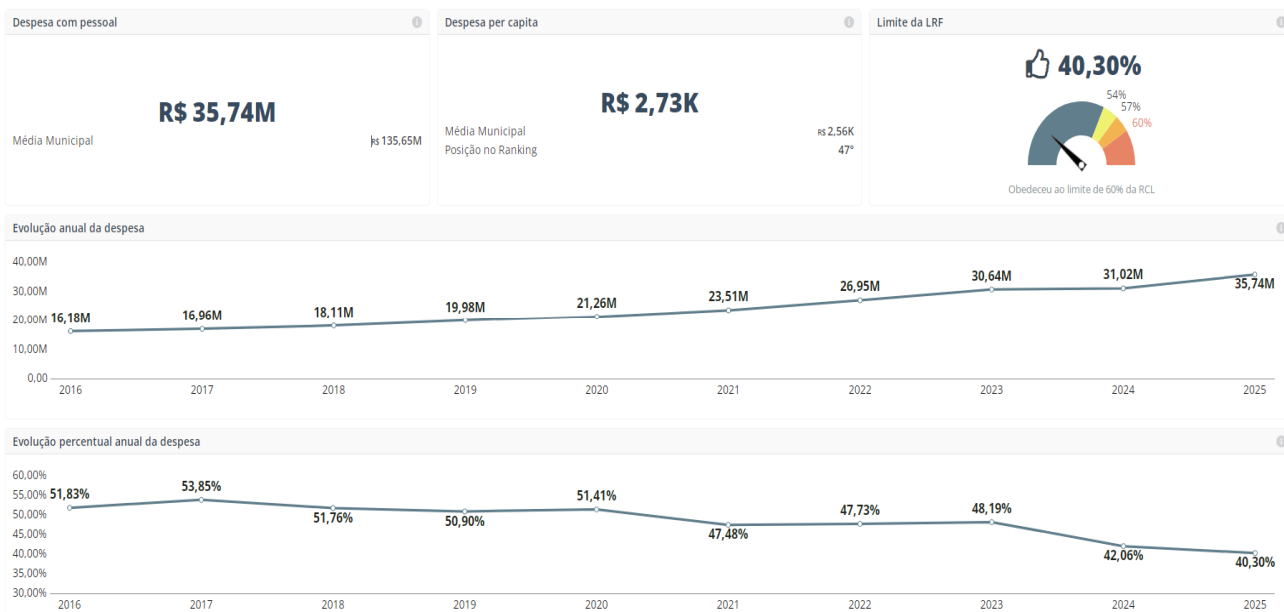 Despesa com pessoal
R$ 35,74M
Média Municipal R$ 135,65M
Despesa per capita
R$ 2,73K
Média Municipal R$ 2,56K
Posição no Ranking 47°
Limite da LRF
40,30%
54%
57%
60%
Obedeceu ao limite de 60% da RCL
Evolução anual da despesa
40,00M
30,00M
20,00M
10,00M
0,00
16,18M 16,96M 18,11M 19,98M 21,26M 23,51M 26,95M 30,64M 31,02M 35,74M
2016 2017 2018 2019 2020 2021 2022 2023 2024 2025
Evolução percentual anual da despesa
60,00%
55,00%
50,00%
45,00%
40,00%
35,00%
30,00%
51,83% 53,85% 51,76% 50,90% 51,41% 47,48% 47,73% 48,19% 42,06% 40,30%
2016 2017 2018 2019 2020 2021 2022 2023 2024 2025